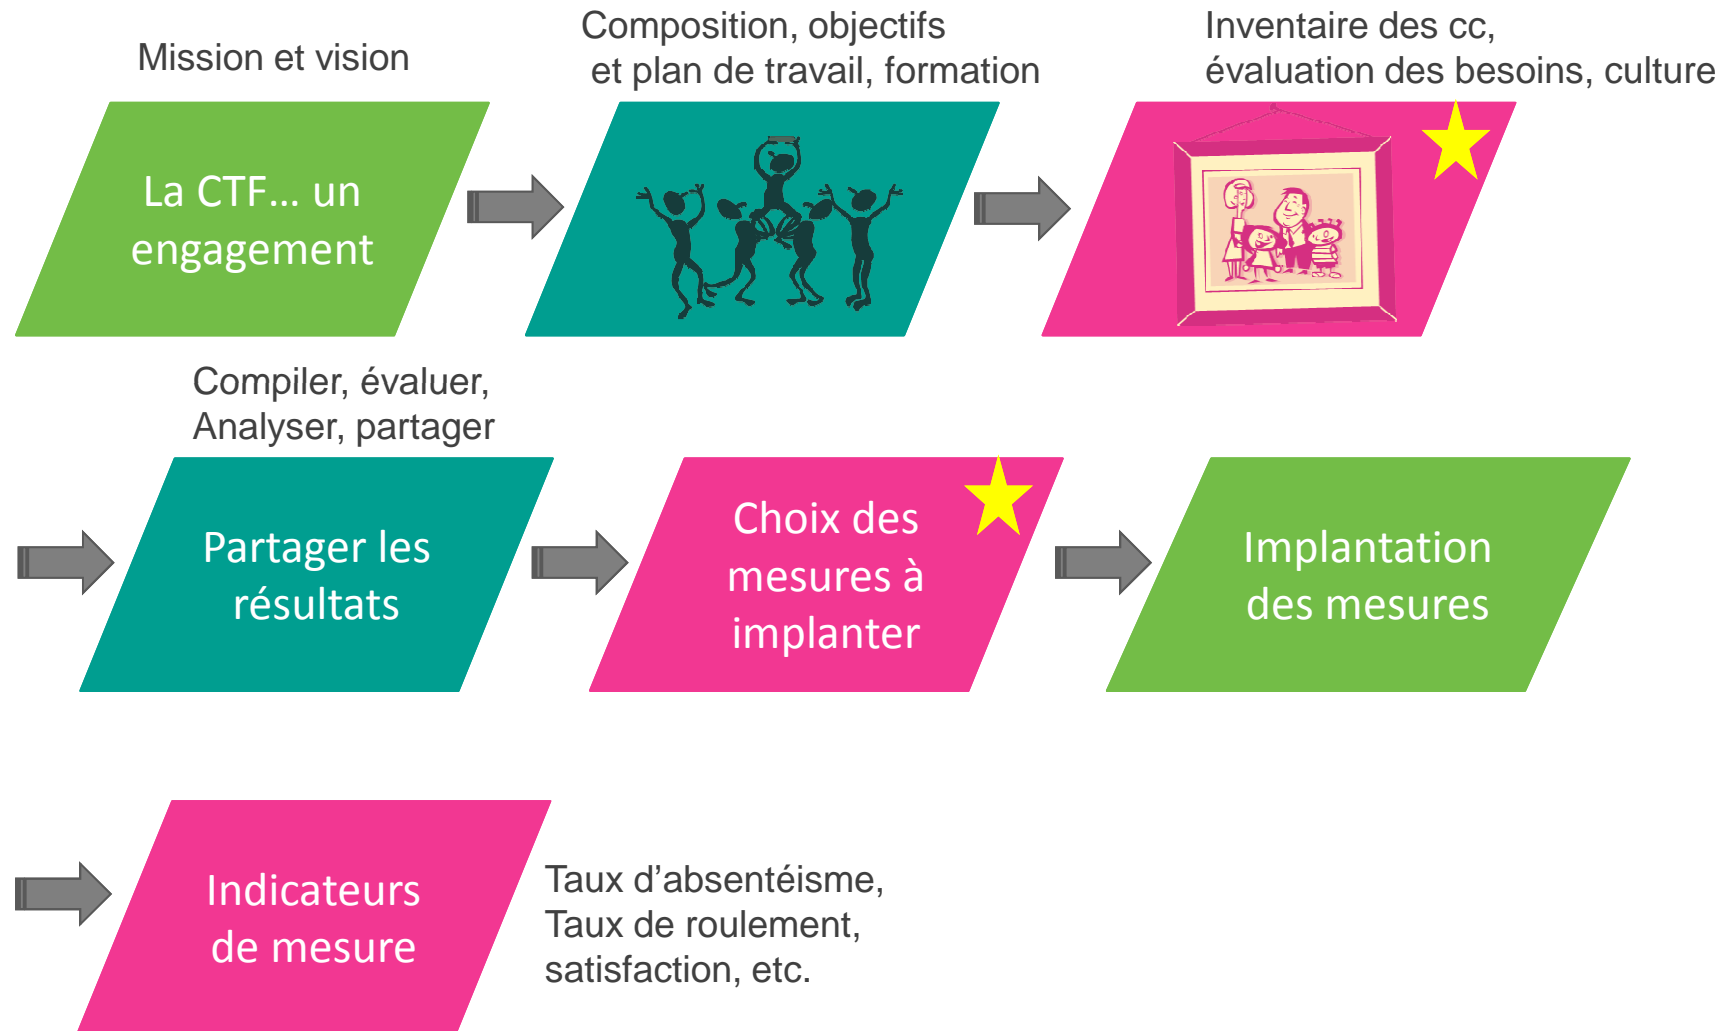 Mission et vision
Composition, objectifs
et plan de travail, formation
Inventaire des cc,
évaluation des besoins, culture
La CTF... un
engagement
Compiler, évaluer,
Analyser, partager
Partager les
résultats
Choix des
mesures à
implanter
Implantation
des mesures
Indicateurs
de mesure
Taux d’absentéisme,
Taux de roulement,
satisfaction, etc.